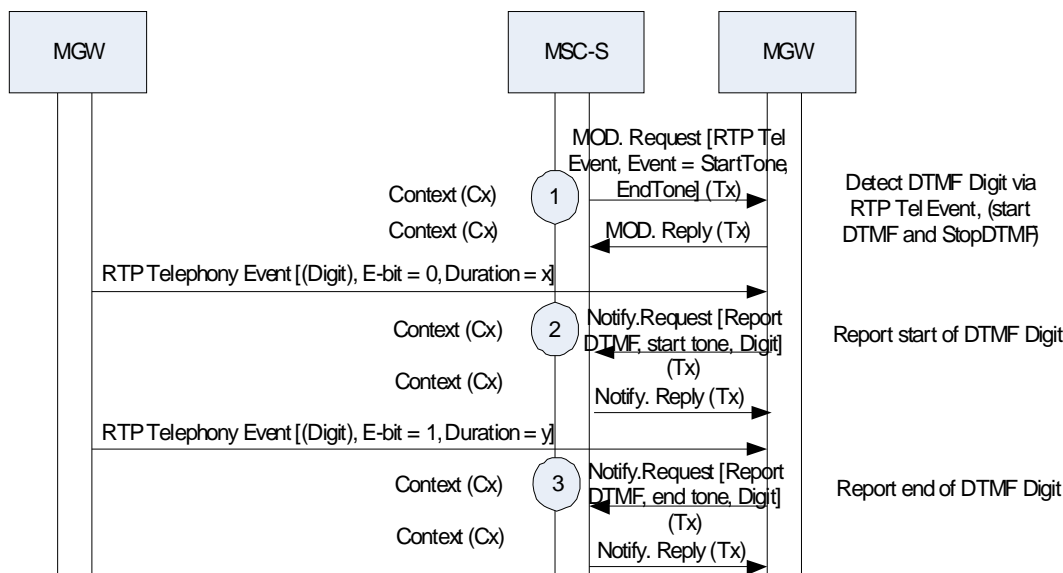 MGW
MSC-S
MGW
MOD. Request [RTP Tel
Event, Event = StartTone,
EndTone] (Tx)
Context (Cx)
1
Detect DTMF Digit via
RTP Tel Event, (start
DTMF and StopDTMF)
Context (Cx)
MOD. Reply (Tx)
RTP Telephony Event [(Digit), E-bit = 0, Duration = x]
Context (Cx)
2
Notify.Request [Report
DTMF, start tone, Digit]
(Tx)
Report start of DTMF Digit
Context (Cx)
Notify. Reply (Tx)
RTP Telephony Event [(Digit), E-bit = 1, Duration = y]
Context (Cx)
3
Notify.Request [Report
DTMF, end tone, Digit]
(Tx)
Report end of DTMF Digit
Context (Cx)
Notify. Reply (Tx)